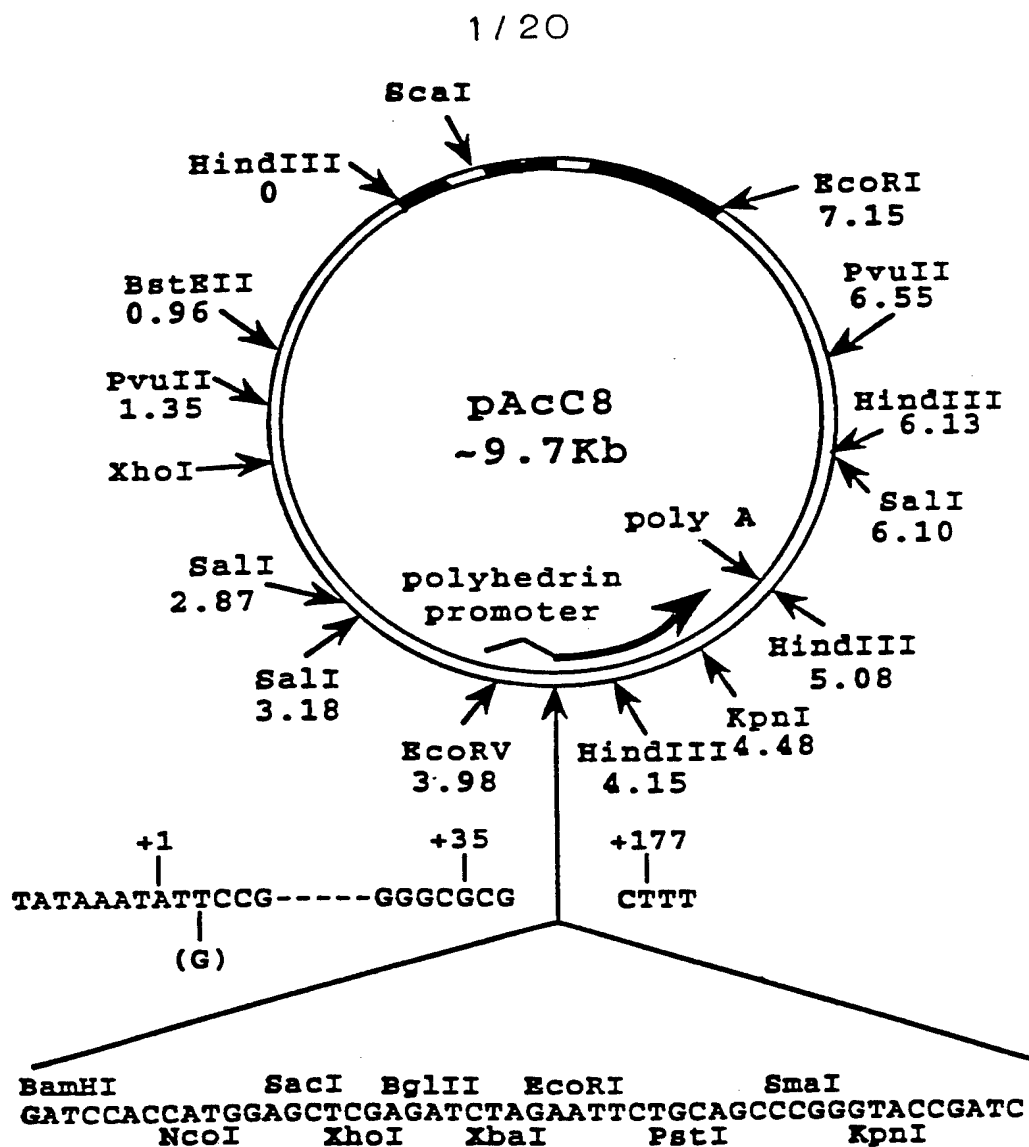 1/20
ScaI
HindIII
0
EcoRI
7.15
BstEII
0.96
PvuII
6.55
PvuII
1.35
pAcC8
~9.7Kb
HindIII
6.13
XhoI
SalI
6.10
poly A
SalI
2.87
polyhedrin
promoter
HindIII
5.08
SalI
3.18
KpnI
4.48
EcoRV
3.98
HindIII
4.15
+1
+35
+177
TATAAATATTCCG-----GGGCGCG
CTTT
(G)
BamHI SacI BglII EcoRI SmaI
GATCCACCATGGAGCTCGAGATCTAGAATTCTGCAGCCCGGGTACCGATC
NcoI XhoI XbaI PstI KpnI